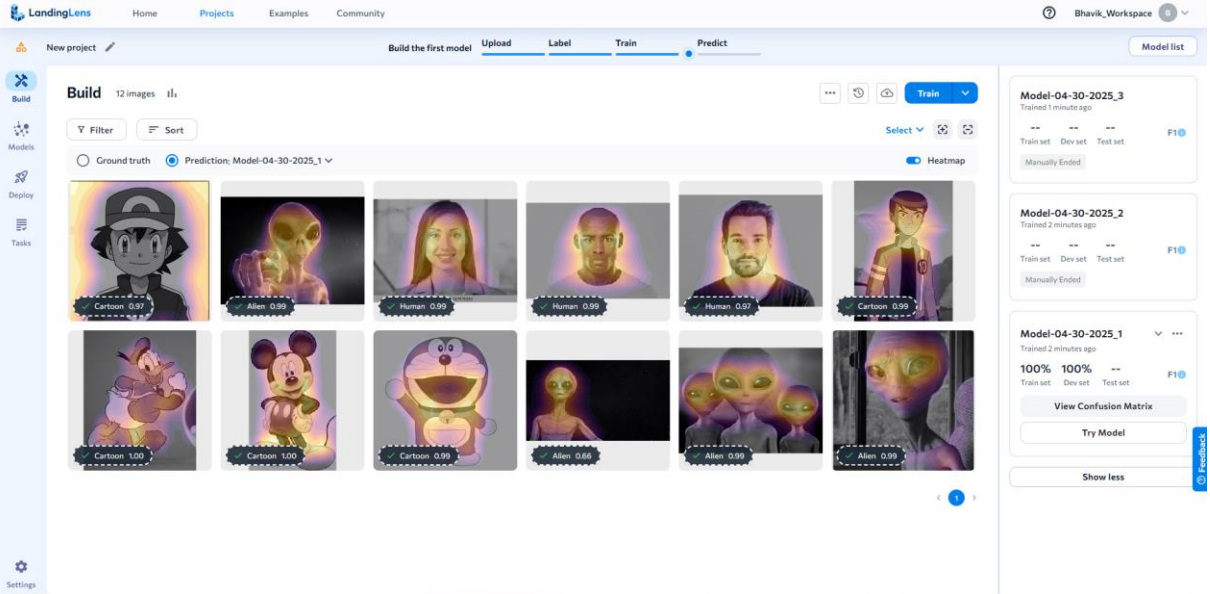 LandingLens Home Projects Examples Community Bhavik_Workspace B
New project Build the first model Upload Label Train Predict Model list
Build
Models
Deploy
Tasks
Settings
Build 12 images Train
Filter Sort Select
Ground truth Prediction: Model-04-30-2025_1 Heatmap
Cartoon 0.97
Alien 0.99
Human 0.99
Human 0.99
Human 0.97
Cartoon 0.99
Cartoon 1.00
Cartoon 1.00
Cartoon 0.99
Alien 0.66
Alien 0.99
Alien 0.99
1
Model-04-30-2025_3
Trained 1 minute ago
-- -- -- F1
Train set Dev set Test set
Manually Ended
Model-04-30-2025_2
Trained 2 minutes ago
-- -- -- F1
Train set Dev set Test set
Manually Ended
Model-04-30-2025_1
Trained 2 minutes ago
100% 100% -- F1
Train set Dev set Test set
View Confusion Matrix
Try Model
Show less
Feedback